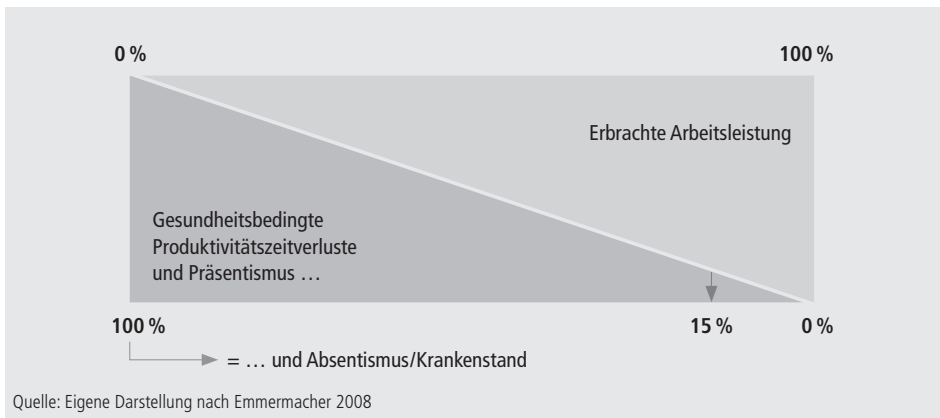 0 % 100 %
Erbrachte Arbeitsleistung
Gesundheitsbedingte
Produktivitätszeitverluste
und Präsentismus …
100 % 15 % 0 %
= … und Absentismus/Krankenstand
Quelle: Eigene Darstellung nach Emmermacher 2008